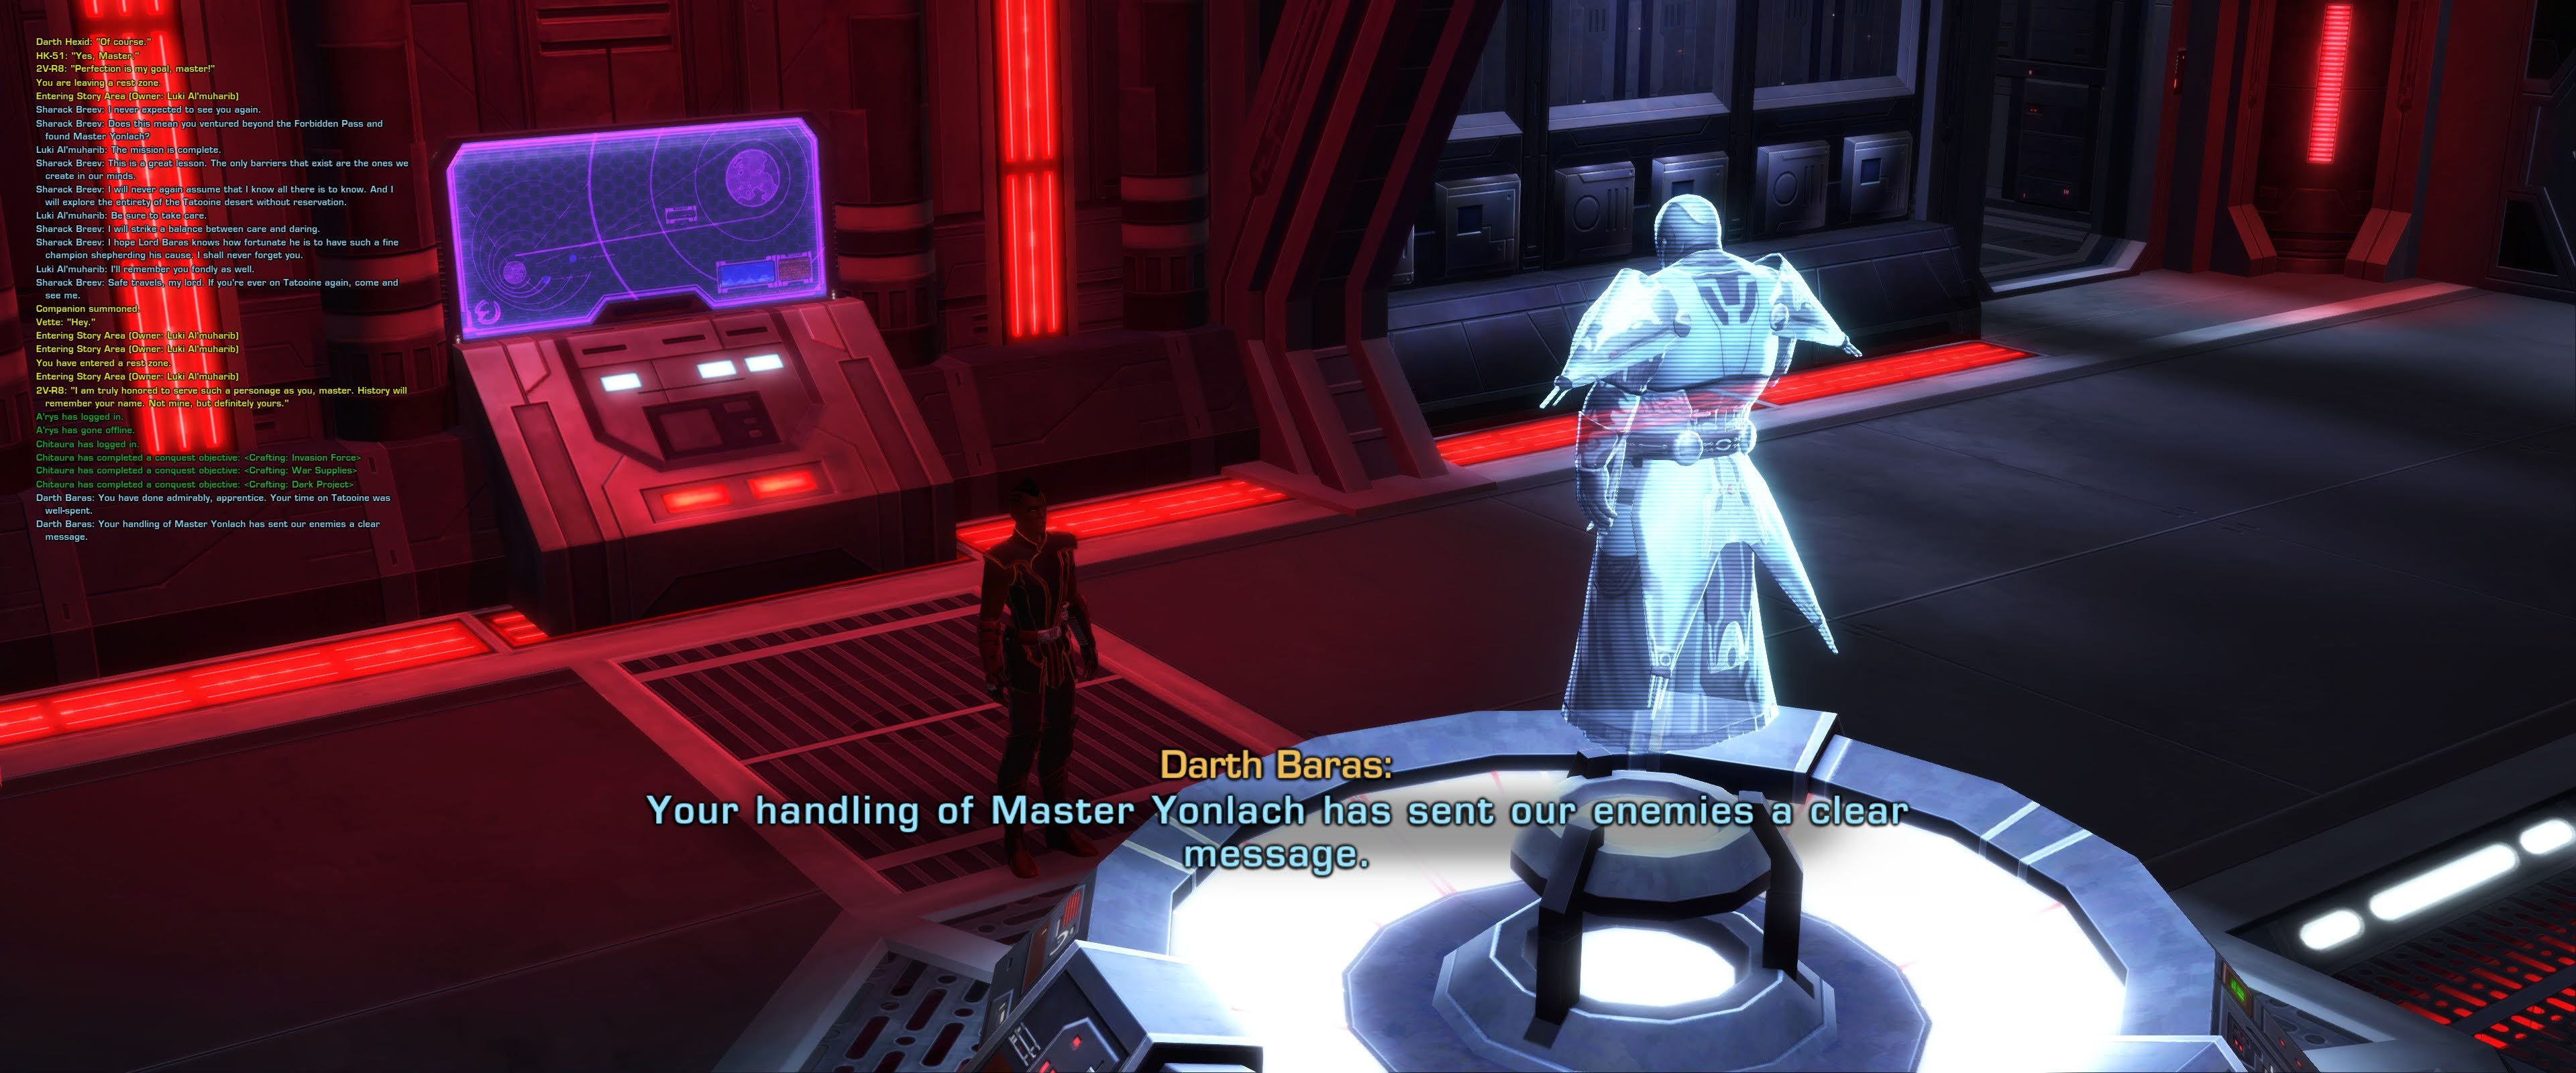 Darth Hexid: "Of course."
HK-51: "Yes, Master."
2V-R8: "Perfection is my goal, master!"
You are leaving a rest zone.
Entering Story Area (Owner: Luki Al'muharib)
Sharack Breev: I never expected to see you again.
Sharack Breev: Does this mean you ventured beyond the Forbidden Pass and
found Master Yonlach?
Luki Al'muharib: The mission is complete.
Sharack Breev: This is a great lesson. The only barriers that exist are the ones we
create in our minds.
Sharack Breev: I will never again assume that I know all there is to know. And I
will explore the entirety of the Tatooine desert without reservation.
Luki Al'muharib: Be sure to take care.
Sharack Breev: I will strike a balance between care and daring.
Sharack Breev: I hope Lord Baras knows how fortunate he is to have such a fine
champion shepherding his cause. I shall never forget you.
Luki Al'muharib: I'll remember you fondly as well.
Sharack Breev: Safe travels, my lord. If you're ever on Tatooine again, come and
see me.
Companion summoned.
Vette: "Hey."
Entering Story Area (Owner: Luki Al'muharib)
Entering Story Area (Owner: Luki Al'muharib)
You have entered a rest zone.
Entering Story Area (Owner: Luki Al'muharib)
2V-R8: "I am truly honored to serve such a personage as you, master. History will
remember your name. Not mine, but definitely yours."
A'rys has logged in.
A'rys has gone offline.
Chitaura has logged in.
Chitaura has completed a conquest objective: <Crafting: Invasion Force>
Chitaura has completed a conquest objective: <Crafting: War Supplies>
Chitaura has completed a conquest objective: <Crafting: Dark Project>
Darth Baras: You have done admirably, apprentice. Your time on Tatooine was
well-spent.
Darth Baras: Your handling of Master Yonlach has sent our enemies a clear
message.
Darth Baras:
Your handling of Master Yonlach has sent our enemies a clear
message.